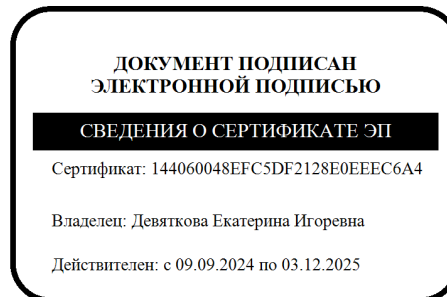 ДОКУМЕНТ ПОДПИСАН
ЭЛЕКТРОННОЙ ПОДПИСЬЮ
СВЕДЕНИЯ О СЕРТИФИКАТЕ ЭП
Сертификат: 144060048EFC5DF2128E0EEEC6A4
Владелец: Девяткова Екатерина Игоревна
Действителен: с 09.09.2024 по 03.12.2025